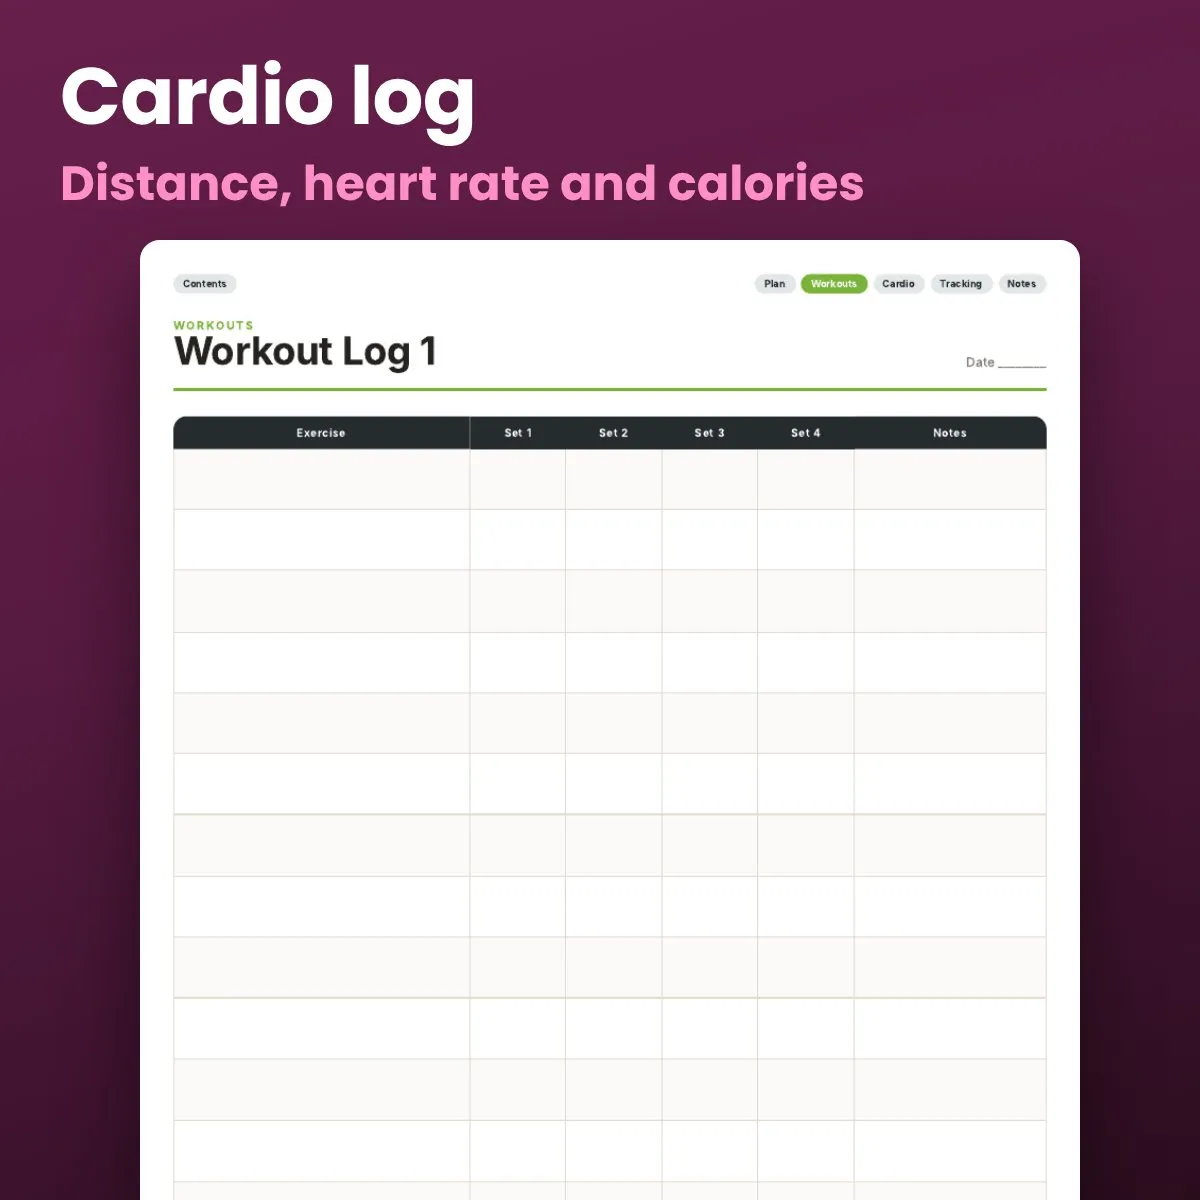 Cardio log
Distance, heart rate and calories
Contents Plan Workouts Cardio Tracking Notes
WORKOUTS
Workout Log 1
Date ________
Exercise Set 1 Set 2 Set 3 Set 4 Notes